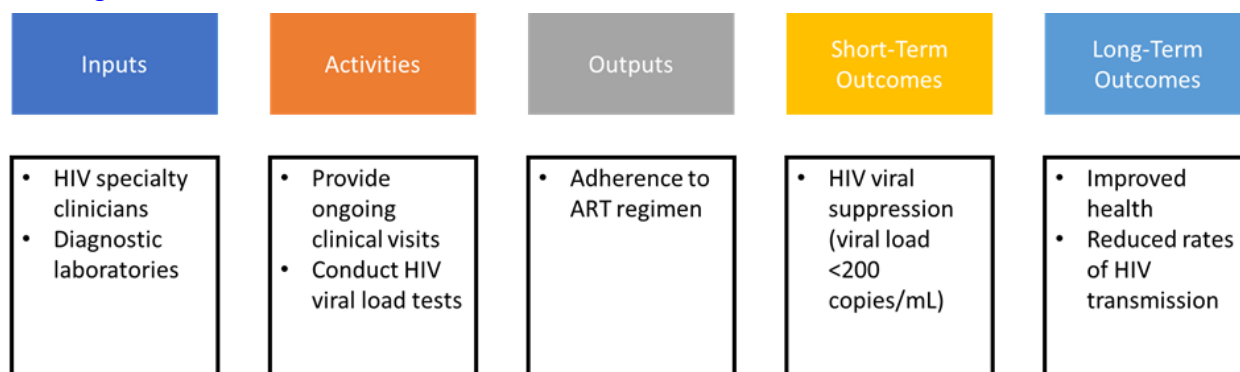 Inputs
Activities
Outputs
Short-Term
Outcomes
Long-Term
Outcomes
• HIV specialty
clinicians
• Diagnostic
laboratories
• Provide
ongoing
clinical visits
• Conduct HIV
viral load tests
• Adherence to
ART regimen
• HIV viral
suppression
(viral load
<200
copies/mL)
• Improved
health
• Reduced rates
of HIV
transmission